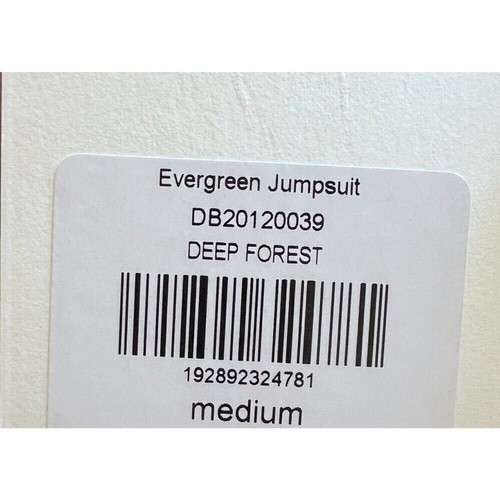 Evergreen Jumpsuit
DB20120039
DEEP FOREST
192892324781
medium